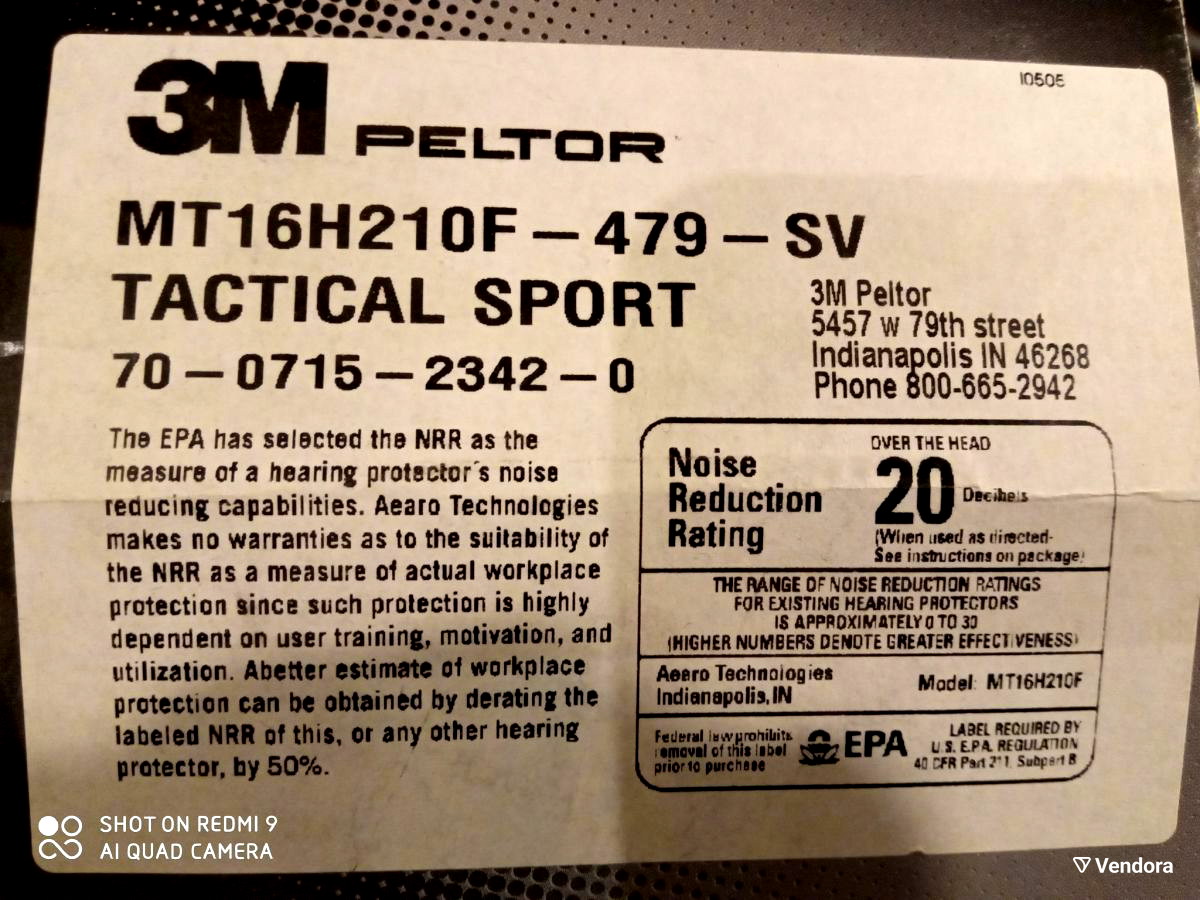 10505
3M PELTOR
MT16H210F – 479 – SV
TACTICAL SPORT
70 – 0715 – 2342 – 0
3M Peltor
5457 w 79th street
Indianapolis IN 46268
Phone 800-665-2942
The EPA has selected the NRR as the
measure of a hearing protector´s noise
reducing capabilities. Aearo Technologies
makes no warranties as to the suitability of
the NRR as a measure of actual workplace
protection since such protection is highly
dependent on user training, motivation, and
utilization. Abetter estimate of workplace
protection can be obtained by derating the
labeled NRR of this, or any other hearing
protector, by 50%.
Noise
Reduction
Rating
OVER THE HEAD
20 Decibels
(When used as directed-
See instructions on package)
THE RANGE OF NOISE REDUCTION RATINGS
FOR EXISTING HEARING PROTECTORS
IS APPROXIMATELY 0 TO 30
(HIGHER NUMBERS DENOTE GREATER EFFECTIVENESS)
Aearo Technologies
Indianapolis, IN
Model: MT16H210F
Federal law prohibits
removal of this label
prior to purchase
EPA
LABEL REQUIRED BY
U.S. E.P.A. REGULATION
40 CFR Part 211, Subpart B
SHOT ON REDMI 9
AI QUAD CAMERA
Vendora